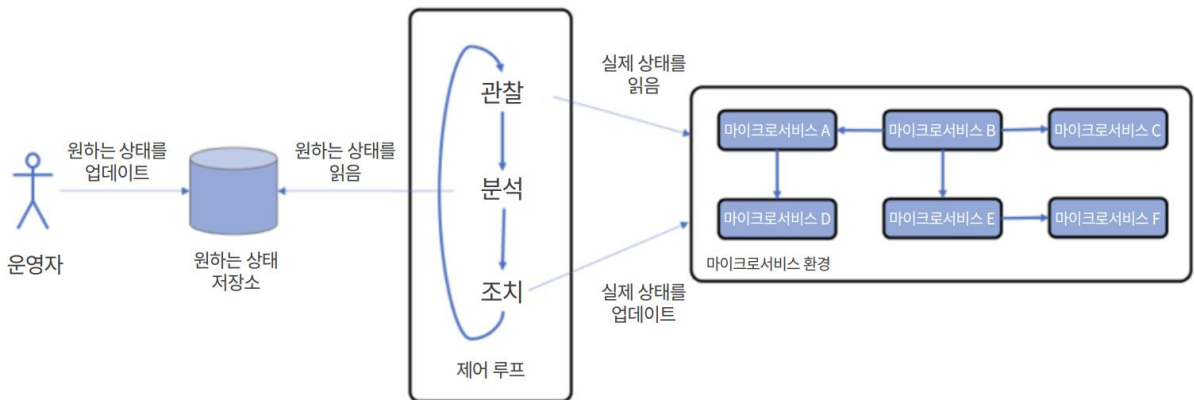 원하는 상태를
업데이트
운영자
원하는 상태
저장소
원하는 상태를
읽음
관찰
분석
조치
제어 루프
실제 상태를
읽음
실제 상태를
업데이트
마이크로서비스 A
마이크로서비스 B
마이크로서비스 C
마이크로서비스 D
마이크로서비스 E
마이크로서비스 F
마이크로서비스 환경